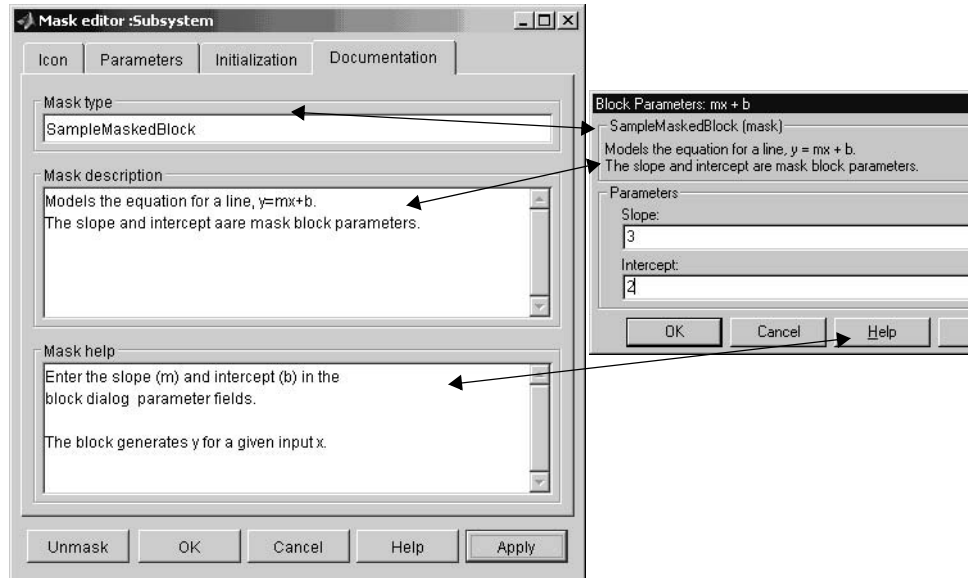 Mask editor :Subsystem
Icon
Parameters
Initialization
Documentation
Mask type
SampleMaskedBlock
Mask description
Models the equation for a line, y=mx+b.
The slope and intercept aare mask block parameters.
Mask help
Enter the slope (m) and intercept (b) in the
block dialog parameter fields.
The block generates y for a given input x.
Unmask
OK
Cancel
Help
Apply
Block Parameters: mx + b
SampleMaskedBlock (mask)
Models the equation for a line, y = mx + b.
The slope and intercept are mask block parameters.
Parameters
Slope:
3
Intercept:
2
OK
Cancel
Help